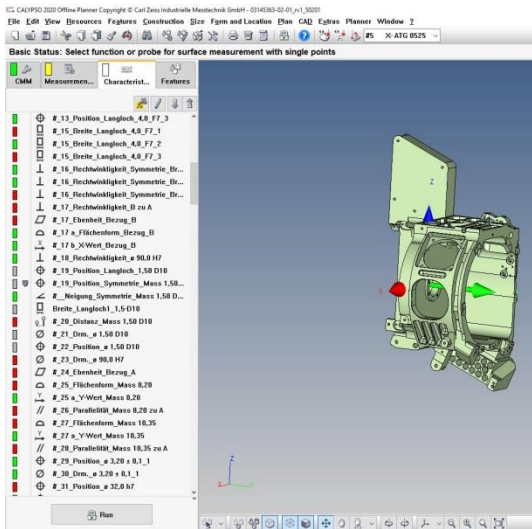 CALYPSO 2020 Offline Planner Copyright © Carl Zeiss Industrielle Messtechnik GmbH - 03145363-02-01_rv1_50201
File Edit View Resources Features Construction Size Form and Location Plan CAD Extras Planner Window ?
#5 X- ATG 0525
Basic Status: Select function or probe for surface measurement with single points
CMM Measuremen... Characterist... Features
#_13_Position_Langloch_4,0_F7_3
#_15_Breite_Langloch_4,0_F7_1
#_15_Breite_Langloch_4,0_F7_2
#_15_Breite_Langloch_4,0_F7_3
#_16_Rechtwinkligkeit_Symmetrie_Br...
#_16_Rechtwinkligkeit_Symmetrie_Br...
#_16_Rechtwinkligkeit_Symmetrie_Br...
#_17_Rechtwinkligkeit_B zu A
#_17_Ebenheit_Bezug_B
#_17 a_Flächenform_Bezug_B
#_17 b_X-Wert_Bezug_B
#_18_Rechtwinkligkeit_ø 90,0 H7
#_19_Position_Langloch_1,50 D10
#_19_Position_Symmetrie_Mass 1,50...
#__Neigung_Symmetrie_Mass 1,50 D...
Breite_Langloch1_1,5-D10
#_20_Distanz_Mass 1,50 D10
#_21_Drm._ø 1,50 D10
#_22_Position_ø 1,50 D10
#_23_Drm._ø 90,0 H7
#_24_Ebenheit_Bezug_A
#_25_Flächenform_Mass 8,20
#_25 a_Y-Wert_Mass 8,20
#_26_Parallelität_Mass 8,20 zu A
#_27_Flächenform_Mass 10,35
#_27 a_Y-Wert_Mass 10,35
#_28_Parallelität_Mass 10,35 zu A
#_29_Position_ø 3,20 ± 0,1_1
#_30_Drm._ø 3,20 ± 0,1_1
#_31_Position_ø 32,0 h7
Run
Z
X
Z
Y
X